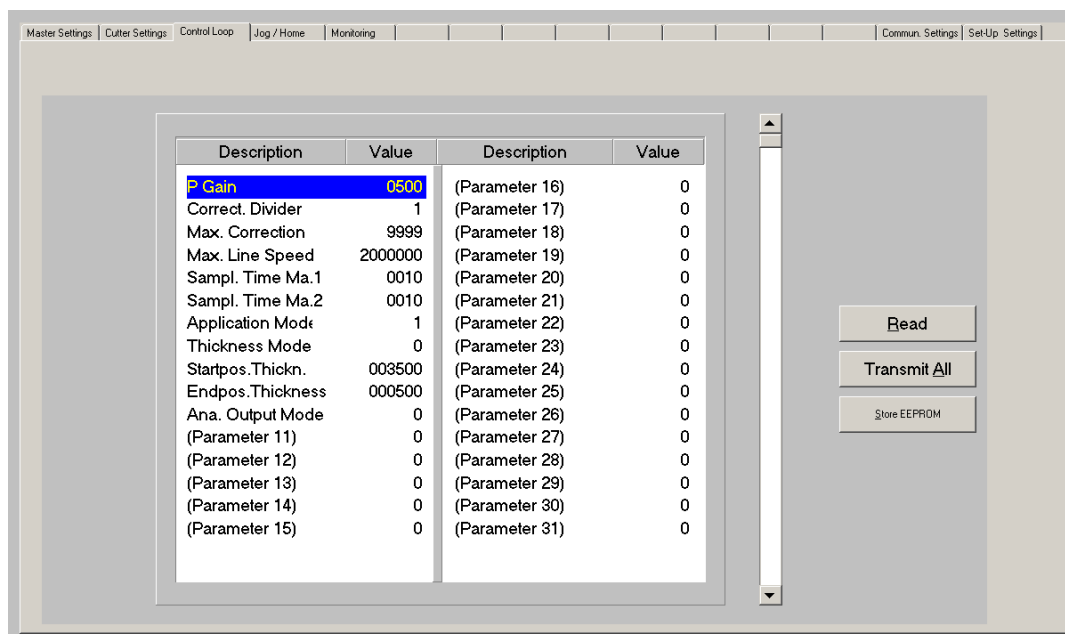 Master Settings Cutter Settings Control Loop Jog / Home Monitoring Commun. Settings Set-Up Settings
Description Value Description Value
P Gain 0500 (Parameter 16) 0
Correct. Divider 1 (Parameter 17) 0
Max. Correction 9999 (Parameter 18) 0
Max. Line Speed 2000000 (Parameter 19) 0
Sampl. Time Ma.1 0010 (Parameter 20) 0
Sampl. Time Ma.2 0010 (Parameter 21) 0
Application Mode 1 (Parameter 22) 0
Thickness Mode 0 (Parameter 23) 0
Startpos.Thickn. 003500 (Parameter 24) 0
Endpos.Thickness 000500 (Parameter 25) 0
Ana. Output Mode 0 (Parameter 26) 0
(Parameter 11) 0 (Parameter 27) 0
(Parameter 12) 0 (Parameter 28) 0
(Parameter 13) 0 (Parameter 29) 0
(Parameter 14) 0 (Parameter 30) 0
(Parameter 15) 0 (Parameter 31) 0
Read
Transmit All
Store EEPROM